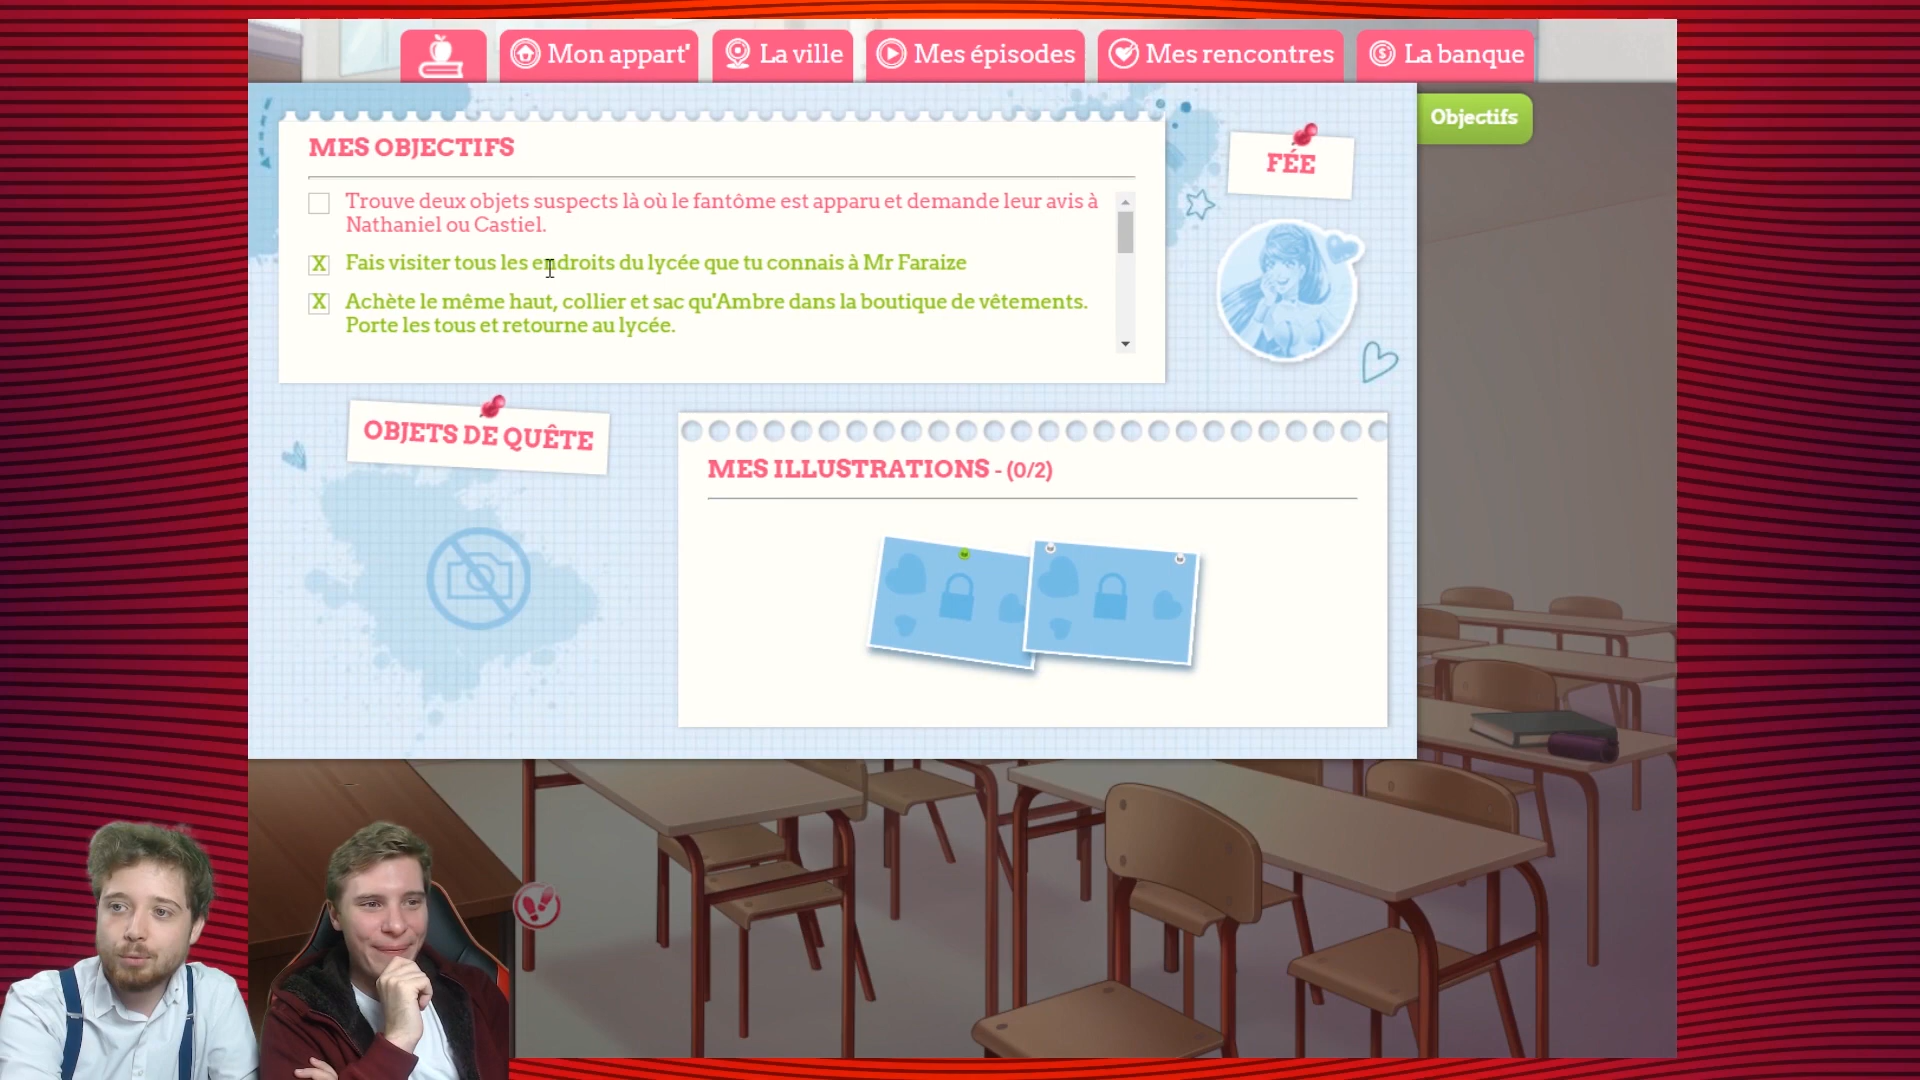 Mon appart'
La ville
Mes épisodes
Mes rencontres
La banque
Objectifs
MES OBJECTIFS
Trouve deux objets suspects là où le fantôme est apparu et demande leur avis à
Nathaniel ou Castiel.
X Fais visiter tous les endroits du lycée que tu connais à Mr Faraize
X Achète le même haut, collier et sac qu'Ambre dans la boutique de vêtements.
Porte les tous et retourne au lycée.
FÉE
OBJETS DE QUÊTE
MES ILLUSTRATIONS - (0/2)